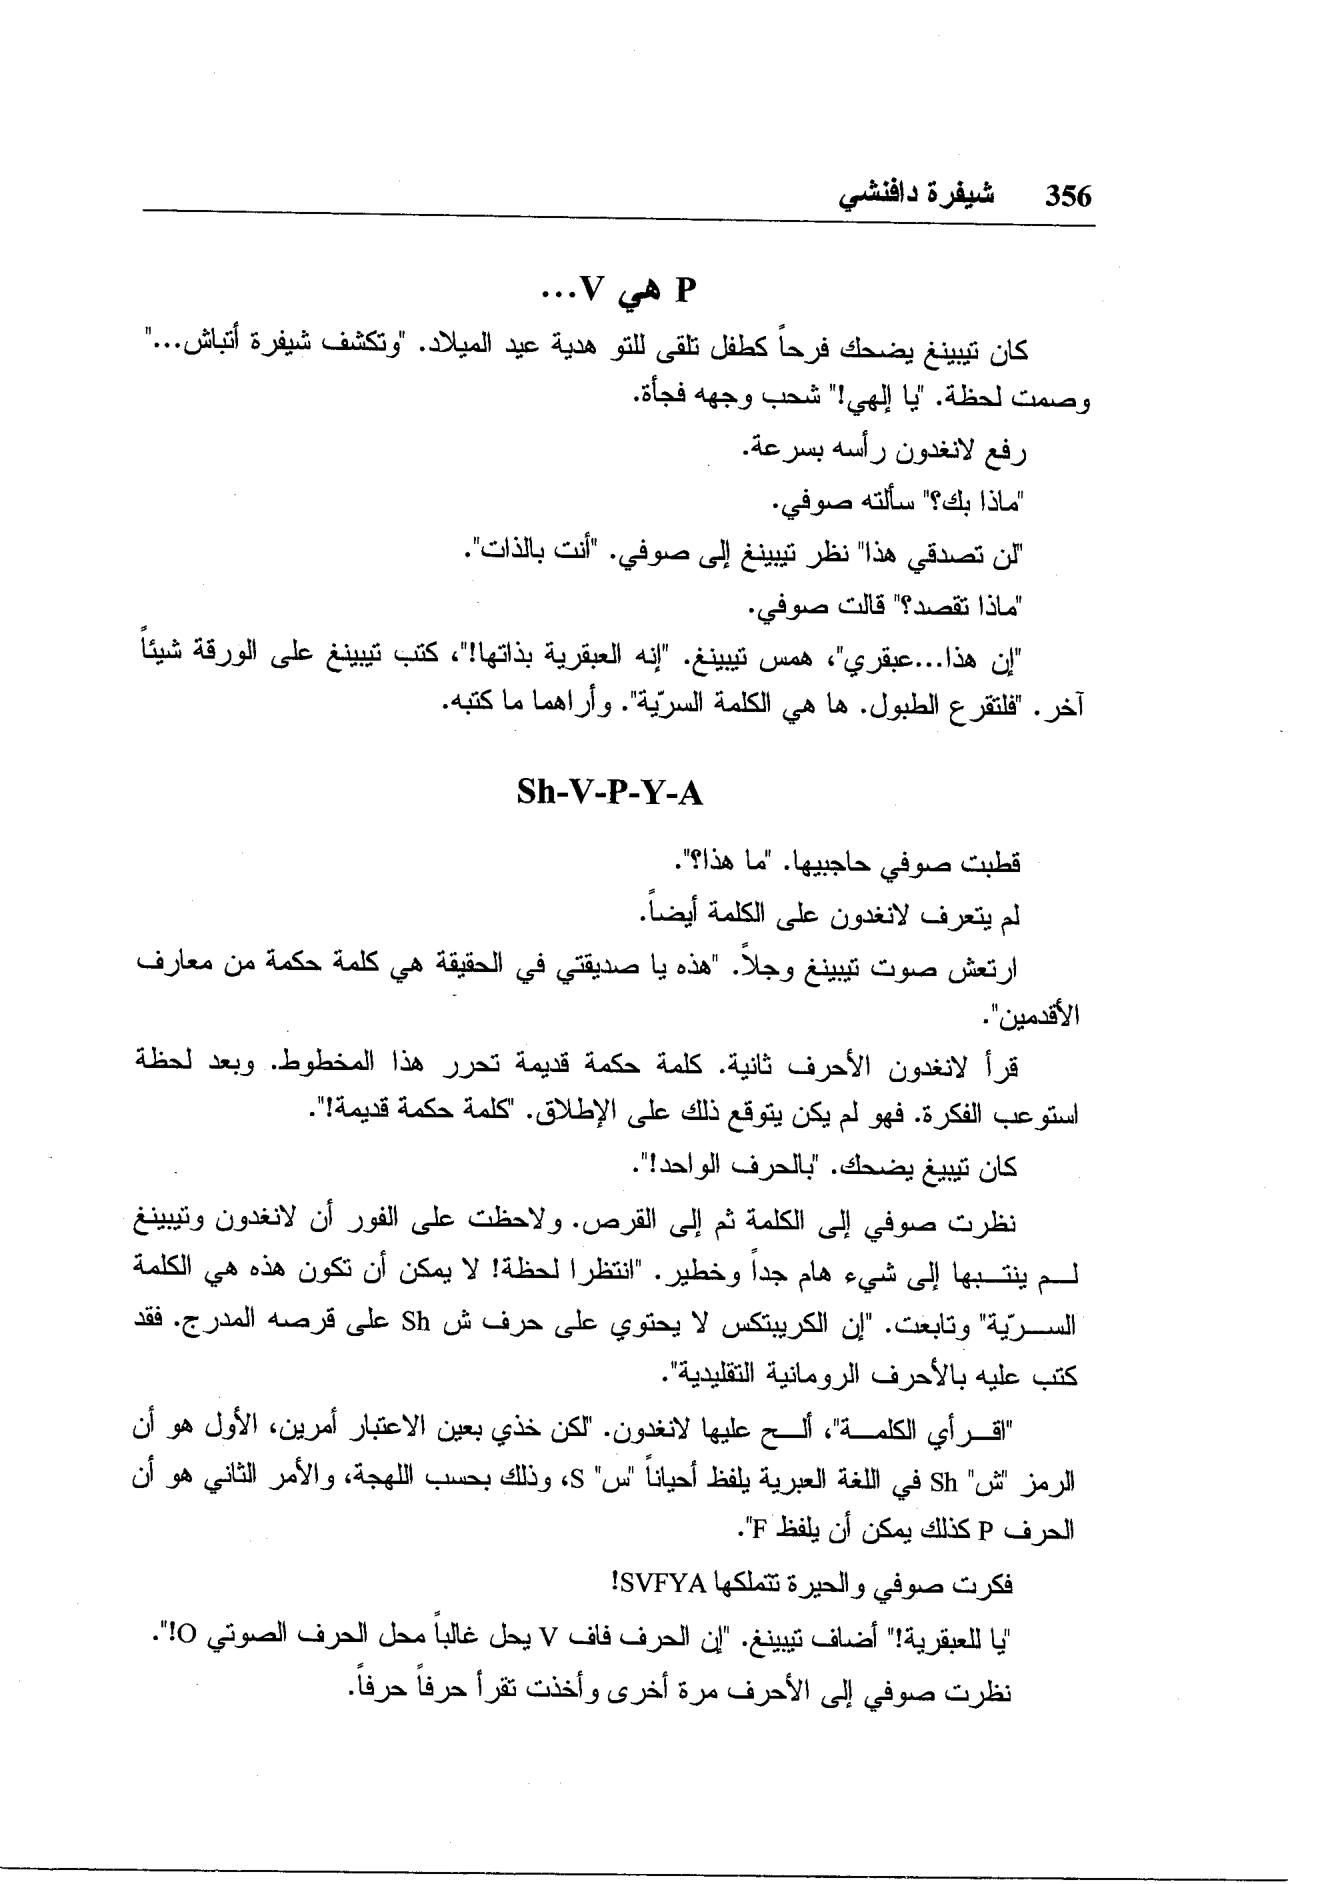 356 شيفرة دافنشي
P هي V...
كان تيبينغ يضحك فرحاً كطفل تلقى للتو هدية عيد الميلاد. "وتكشف شيفرة أتباش..."
وصمت لحظة. "يا إلهي!" شحب وجهه فجأة.
رفع لانغدون رأسه بسرعة.
"ماذا بك؟" سألته صوفي.
"لن تصدقي هذا" نظر تيبينغ إلى صوفي. "أنت بالذات".
"ماذا تقصد؟" قالت صوفي.
"إن هذا...عبقري"، همس تيبينغ. "إنه العبقرية بذاتها!"، كتب تيبينغ على الورقة شيئاً
آخر. "فلتقرع الطبول. ها هي الكلمة السريّة". وأراهما ما كتبه.
Sh-V-P-Y-A
قطبت صوفي حاجبيها. "ما هذا؟".
لم يتعرف لانغدون على الكلمة أيضاً.
ارتعش صوت تيبينغ وجلاً. "هذه يا صديقتي في الحقيقة هي كلمة حكمة من معارف
الأقدمين".
قرأ لانغدون الأحرف ثانية. كلمة حكمة قديمة تحرر هذا المخطوط. وبعد لحظة
استوعب الفكرة. فهو لم يكن يتوقع ذلك على الإطلاق. "كلمة حكمة قديمة!".
كان تيبيغ يضحك. "بالحرف الواحد!".
نظرت صوفي إلى الكلمة ثم إلى القرص. ولاحظت على الفور أن لانغدون وتيبينغ
لـم ينتـبها إلى شيء هام جداً وخطير. "انتظرا لحظة! لا يمكن أن تكون هذه هي الكلمة
السـريّة" وتابعت. "إن الكريبتكس لا يحتوي على حرف ش Sh على قرصه المدرج. فقد
كتب عليه بالأحرف الرومانية التقليدية".
"اقـرأي الكلمـة"، ألـح عليها لانغدون. "لكن خذي بعين الاعتبار أمرين، الأول هو أن
الرمز "ش" Sh في اللغة العبرية يلفظ أحياناً "س" S، وذلك بحسب اللهجة، والأمر الثاني هو أن
الحرف P كذلك يمكن أن يلفظ F".
فكرت صوفي والحيرة تتملكها SVFYA!
"يا للعبقرية!" أضاف تيبينغ. "إن الحرف فاف V يحل غالباً محل الحرف الصوتي O!".
نظرت صوفي إلى الأحرف مرة أخرى وأخذت تقرأ حرفاً حرفاً.